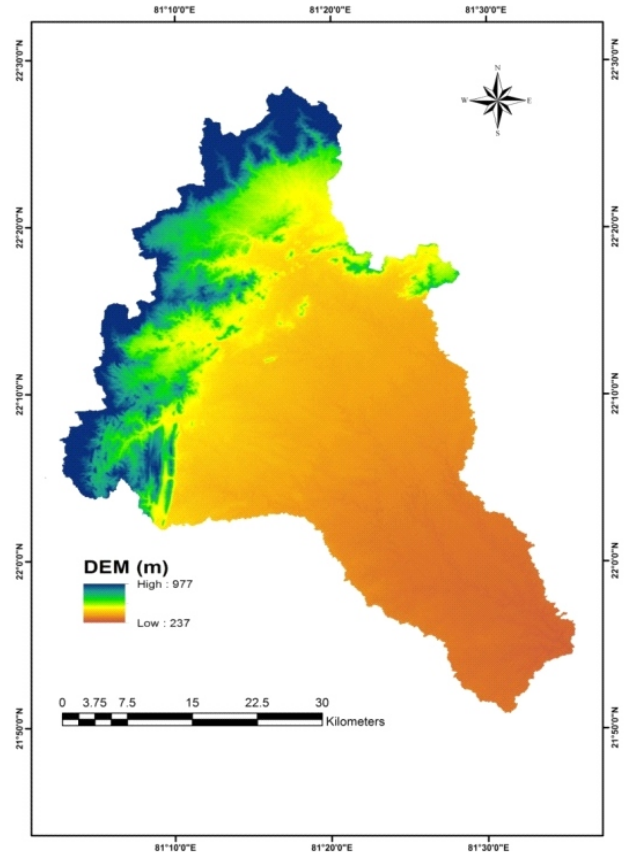 81°10'0"E 81°20'0"E 81°30'0"E
22°30'0"N 22°30'0"N
N
W E
S
22°20'0"N 22°20'0"N
22°10'0"N 22°10'0"N
22°0'0"N 22°0'0"N
DEM (m)
High : 977
Low : 237
0 3.75 7.5 15 22.5 30
Kilometers
21°50'0"N 21°50'0"N
81°10'0"E 81°20'0"E 81°30'0"E